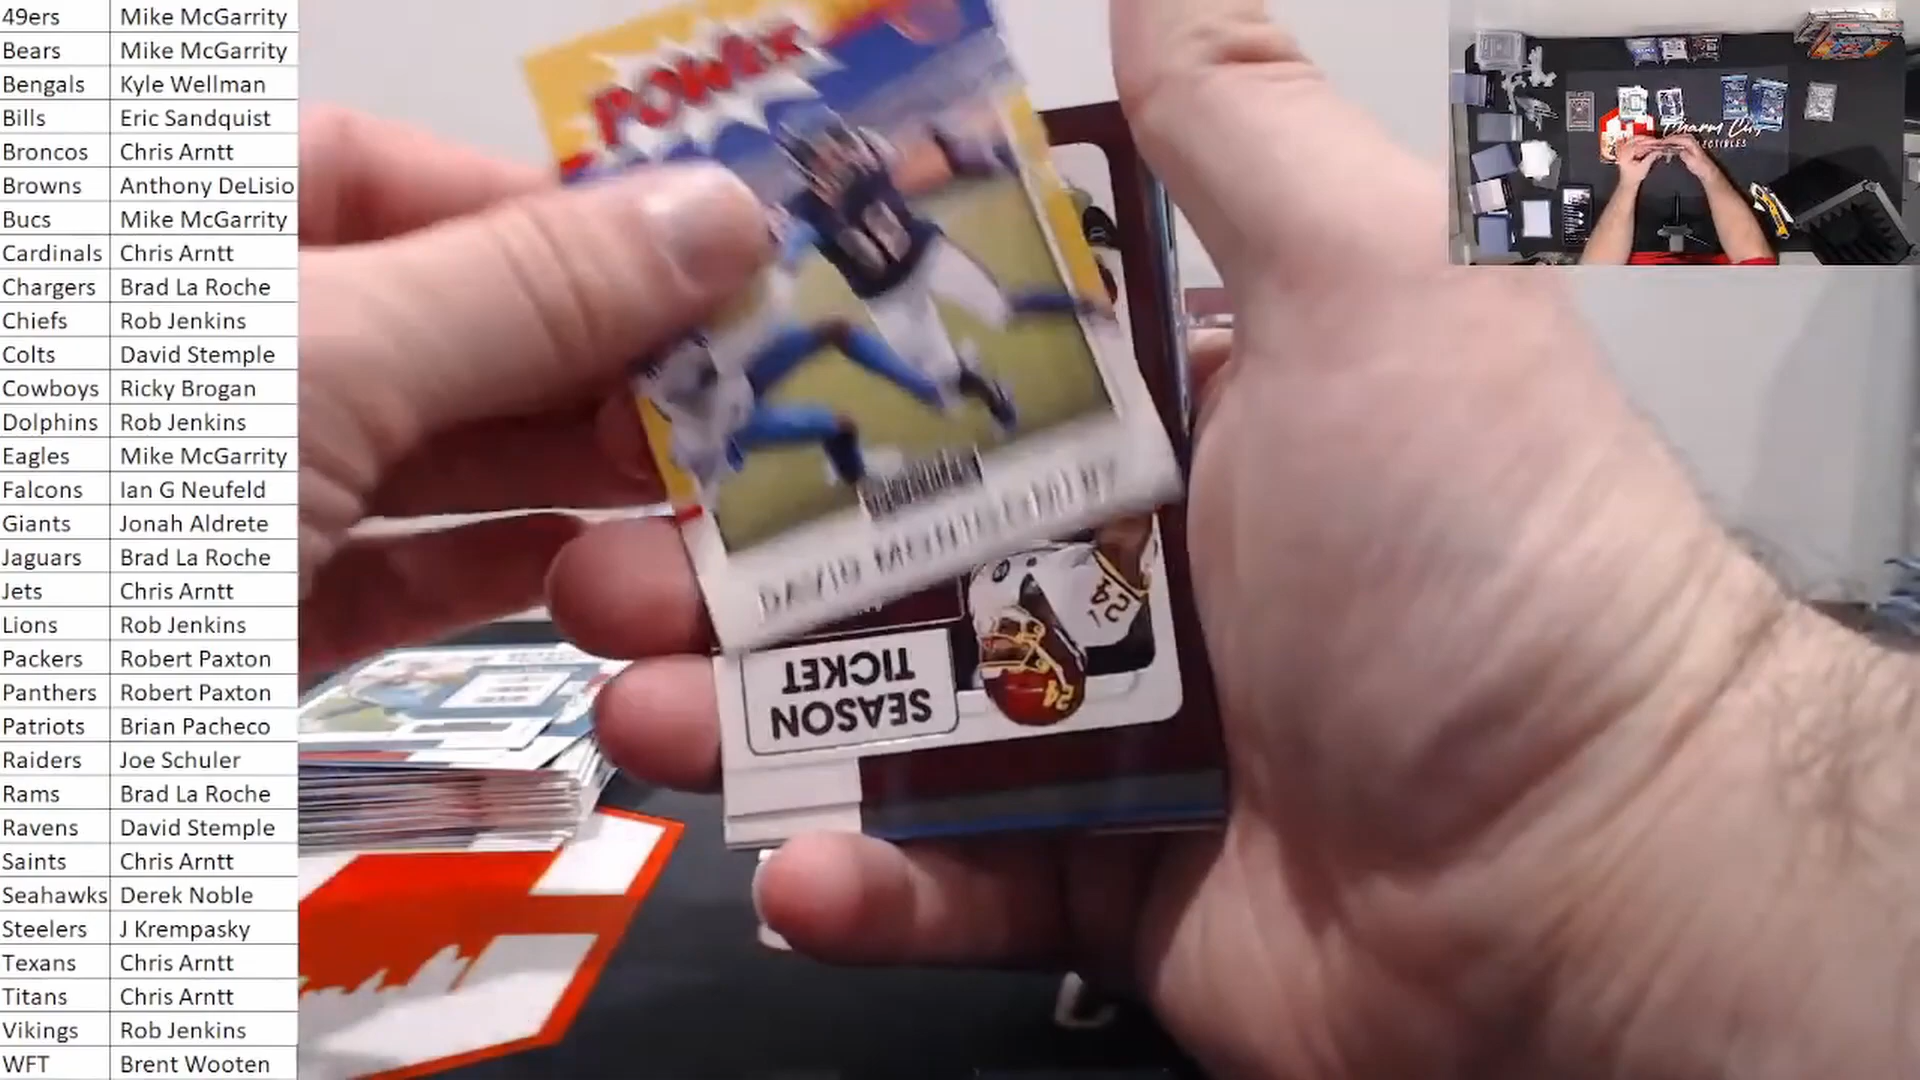 49ers Mike McGarrity
Bears Mike McGarrity
Bengals Kyle Wellman
Bills Eric Sandquist
Broncos Chris Arntt
Browns Anthony DeLisio
Bucs Mike McGarrity
Cardinals Chris Arntt
Chargers Brad La Roche
Chiefs Rob Jenkins
Colts David Stemple
Cowboys Ricky Brogan
Dolphins Rob Jenkins
Eagles Mike McGarrity
Falcons Ian G Neufeld
Giants Jonah Aldrete
Jaguars Brad La Roche
Jets Chris Arntt
Lions Rob Jenkins
Packers Robert Paxton
Panthers Robert Paxton
Patriots Brian Pacheco
Raiders Joe Schuler
Rams Brad La Roche
Ravens David Stemple
Saints Chris Arntt
Seahawks Derek Noble
Steelers J Krempasky
Texans Chris Arntt
Titans Chris Arntt
Vikings Rob Jenkins
WFT Brent Wooten
POWER
DAVID MONTGOMERY
SEASON
TICKET
24
24
Charm City